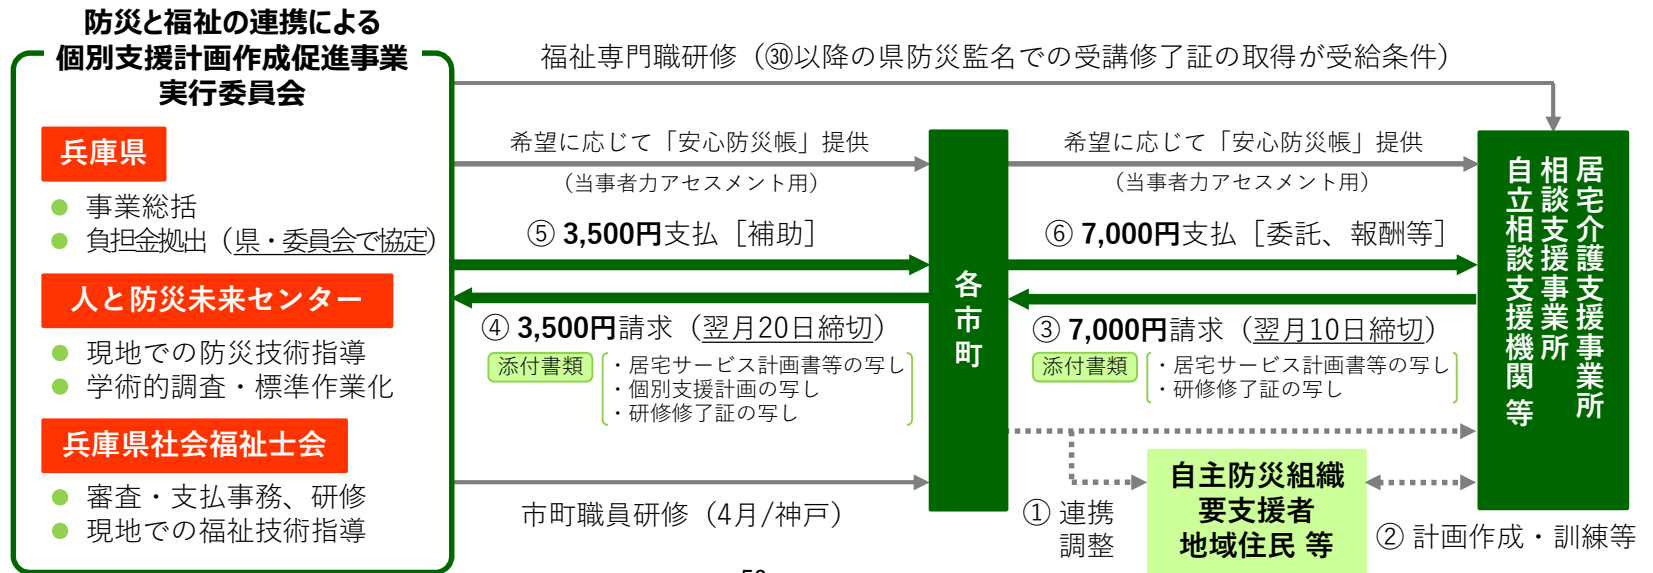 防災と福祉の連携による
個別支援計画作成促進事業
実行委員会
兵庫県
● 事業総括
● 負担金拠出（県・委員会で協定）
人と防災未来センター
● 現地での防災技術指導
● 学術的調査・標準作業化
兵庫県社会福祉士会
● 審査・支払事務、研修
● 現地での福祉技術指導
福祉専門職研修（㉚以降の県防災監名での受講修了証の取得が受給条件）
希望に応じて「安心防災帳」提供
（当事者力アセスメント用）
⑤ 3,500円支払［補助］
④ 3,500円請求（翌月20日締切）
添付書類
・居宅サービス計画書等の写し
・個別支援計画の写し
・研修修了証の写し
市町職員研修（4月/神戸）
各市町
希望に応じて「安心防災帳」提供
（当事者力アセスメント用）
⑥ 7,000円支払［委託、報酬等］
③ 7,000円請求（翌月10日締切）
添付書類
・居宅サービス計画書等の写し
・研修修了証の写し
① 連携
調整
自主防災組織
要支援者
地域住民 等
② 計画作成・訓練等
居宅介護支援事業所
相談支援事業所
自立相談支援機関 等